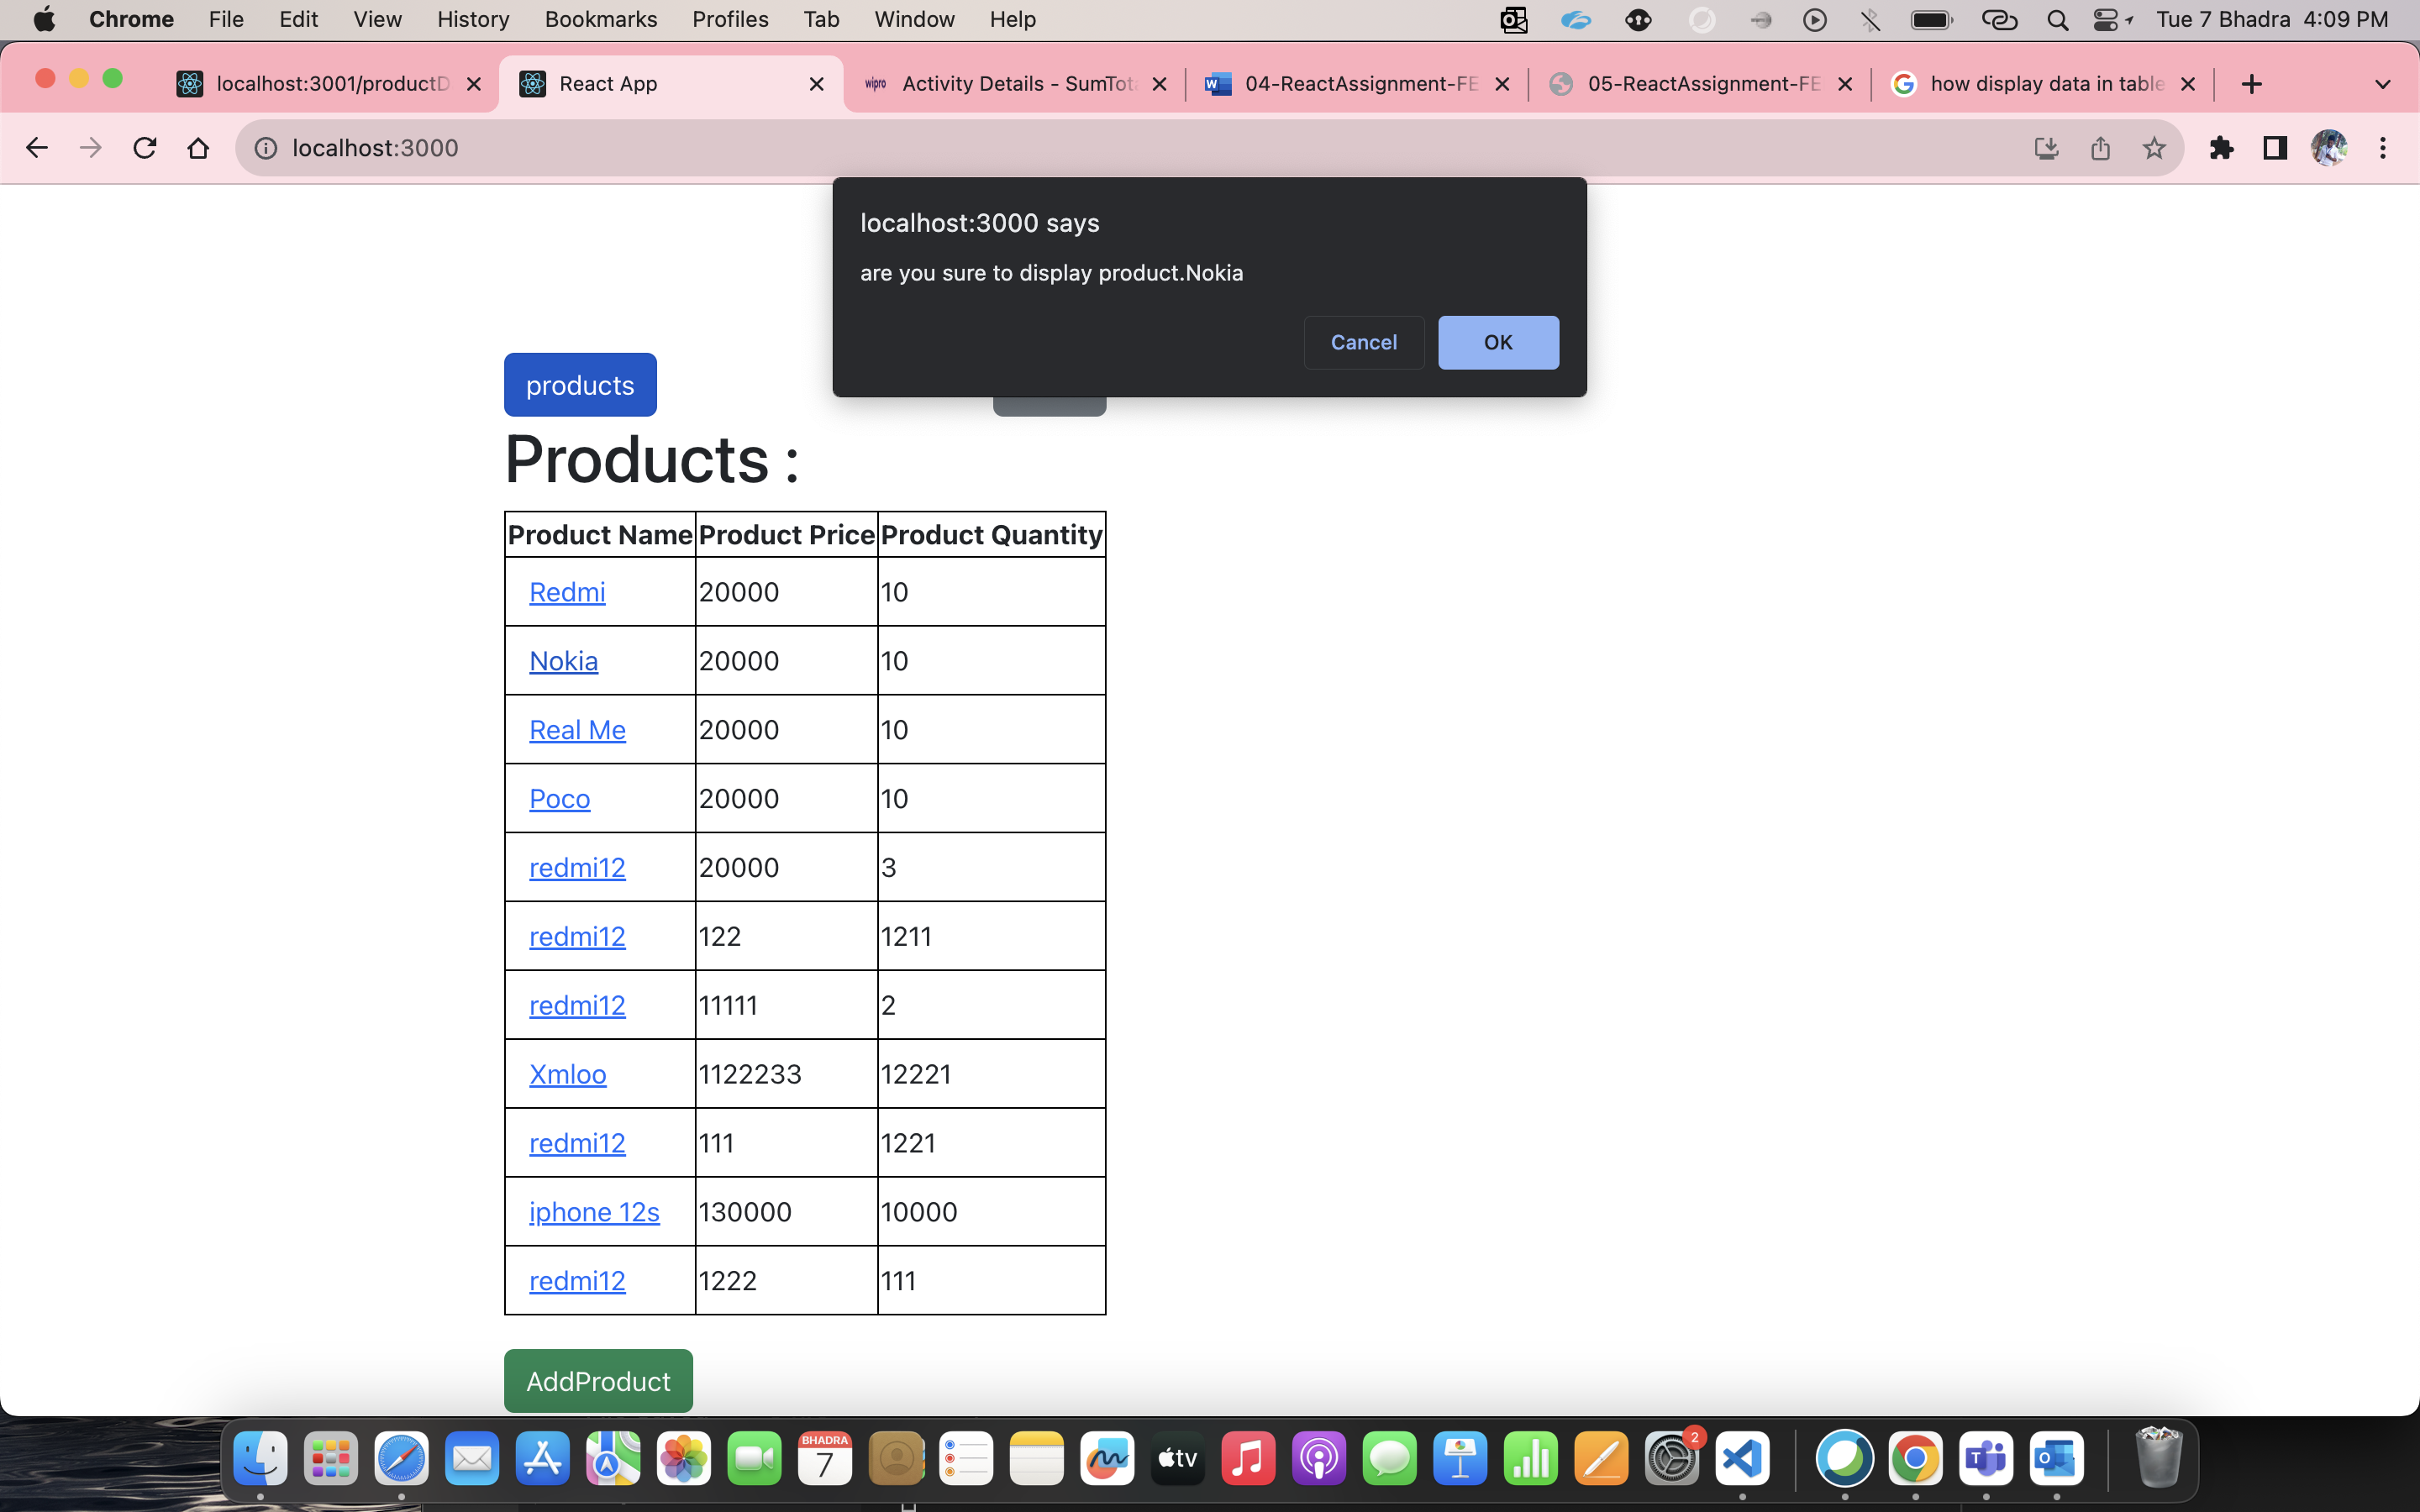 Chrome File Edit View History Bookmarks Profiles Tab Window Help Tue 7 Bhadra 4:09 PM
localhost:3001/productD React App wipro Activity Details - SumTot 04-ReactAssignment-FE 05-ReactAssignment-FE how display data in table
localhost:3000
localhost:3000 says
are you sure to display product.Nokia
Cancel OK
products
Products :
Product Name Product Price Product Quantity
Redmi 20000 10
Nokia 20000 10
Real Me 20000 10
Poco 20000 10
redmi12 20000 3
redmi12 122 1211
redmi12 11111 2
Xmloo 1122233 12221
redmi12 111 1221
iphone 12s 130000 10000
redmi12 1222 111
AddProduct
BHADRA
7
tv
2